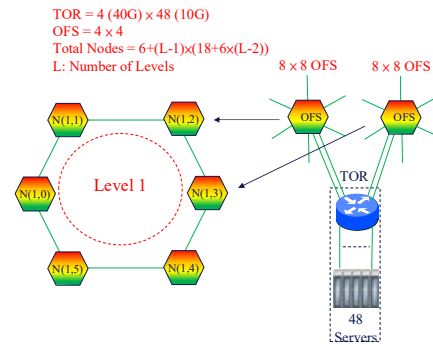 TOR = 4 (40G) × 48 (10G)
OFS = 4 × 4
Total Nodes = 6+(L-1)×(18+6×(L-2))
L: Number of Levels
8 × 8 OFS
8 × 8 OFS
N(1,1)
N(1,2)
OFS
OFS
N(1,0)
Level 1
N(1,3)
TOR
N(1,5)
N(1,4)
48
Servers